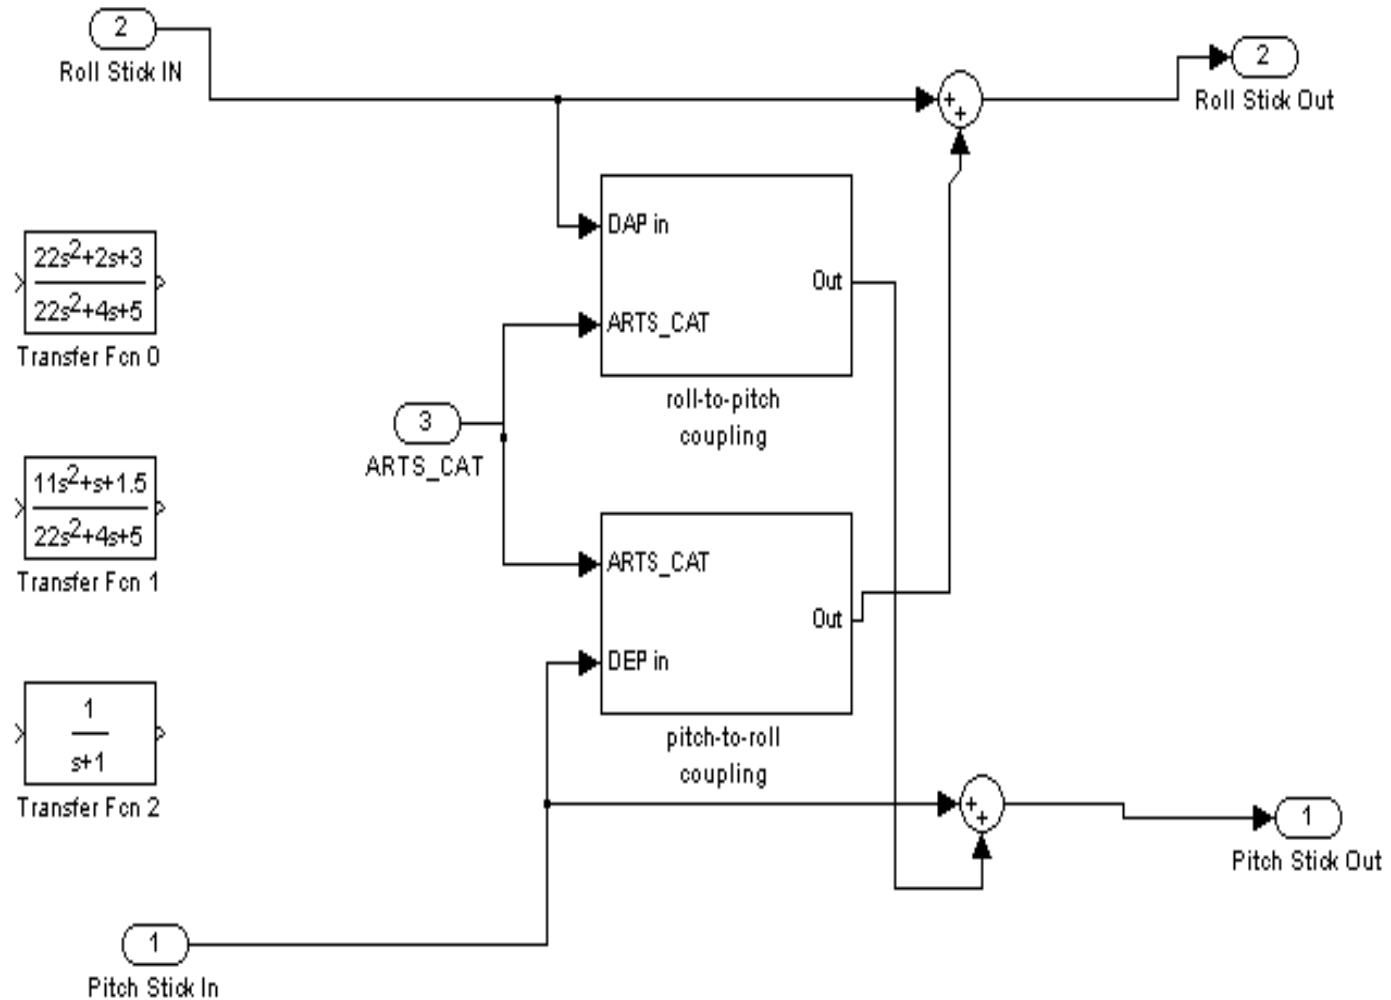 2
Roll Stick IN
2
Roll Stick Out
+
+
DAP in
Out
ARTS_CAT
roll-to-pitch
coupling
22s²+2s+3
22s²+4s+5
Transfer Fcn 0
3
ARTS_CAT
11s²+s+1.5
22s²+4s+5
Transfer Fcn 1
ARTS_CAT
Out
DEP in
pitch-to-roll
coupling
1
s+1
Transfer Fcn 2
+
+
1
Pitch Stick Out
1
Pitch Stick In